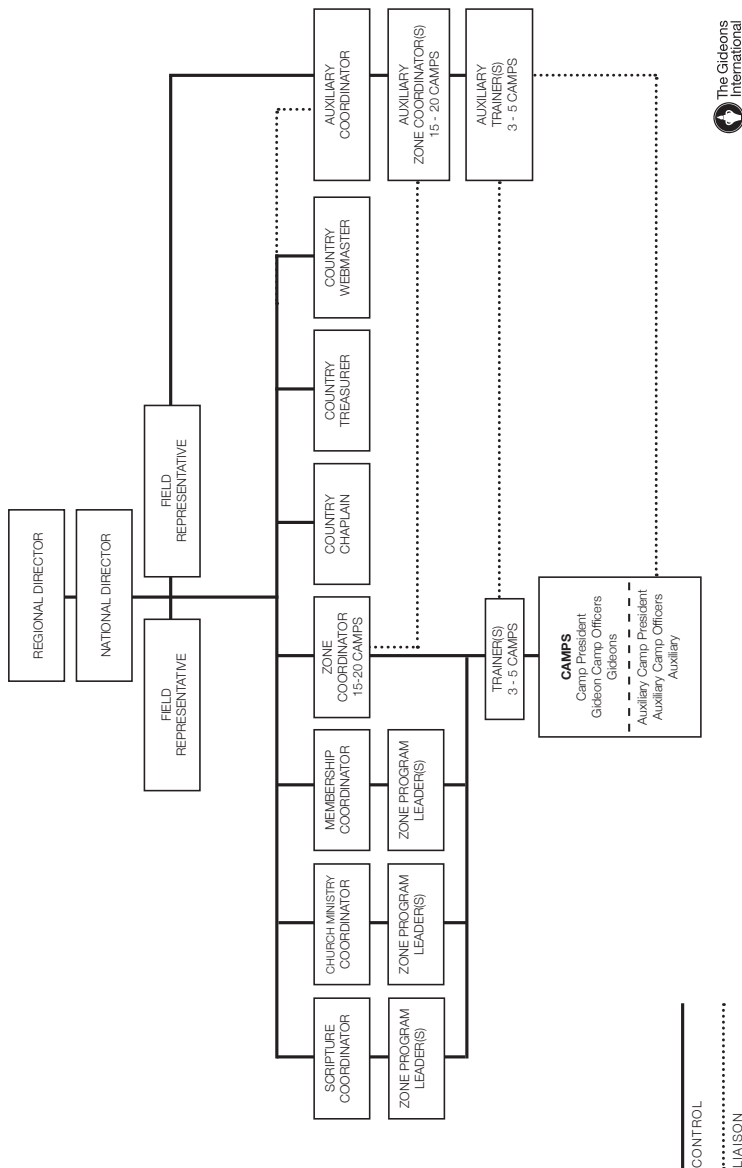 REGIONAL DIRECTOR
NATIONAL DIRECTOR
FIELD
REPRESENTATIVE
FIELD
REPRESENTATIVE
SCRIPTURE
COORDINATOR
CHURCH MINISTRY
COORDINATOR
MEMBERSHIP
COORDINATOR
ZONE
COORDINATOR
15-20 CAMPS
COUNTRY
CHAPLAIN
COUNTRY
TREASURER
COUNTRY
WEBMASTER
AUXILIARY
COORDINATOR
ZONE PROGRAM
LEADER(S)
ZONE PROGRAM
LEADER(S)
ZONE PROGRAM
LEADER(S)
AUXILIARY
ZONE COORDINATOR(S)
15 - 20 CAMPS
TRAINER(S)
3 - 5 CAMPS
AUXILIARY
TRAINER(S)
3 - 5 CAMPS
CAMPS
Camp President
Gideon Camp Officers
Gideons
Auxiliary Camp President
Auxiliary Camp Officers
Auxiliary
CONTROL
LIAISON
The Gideons
International